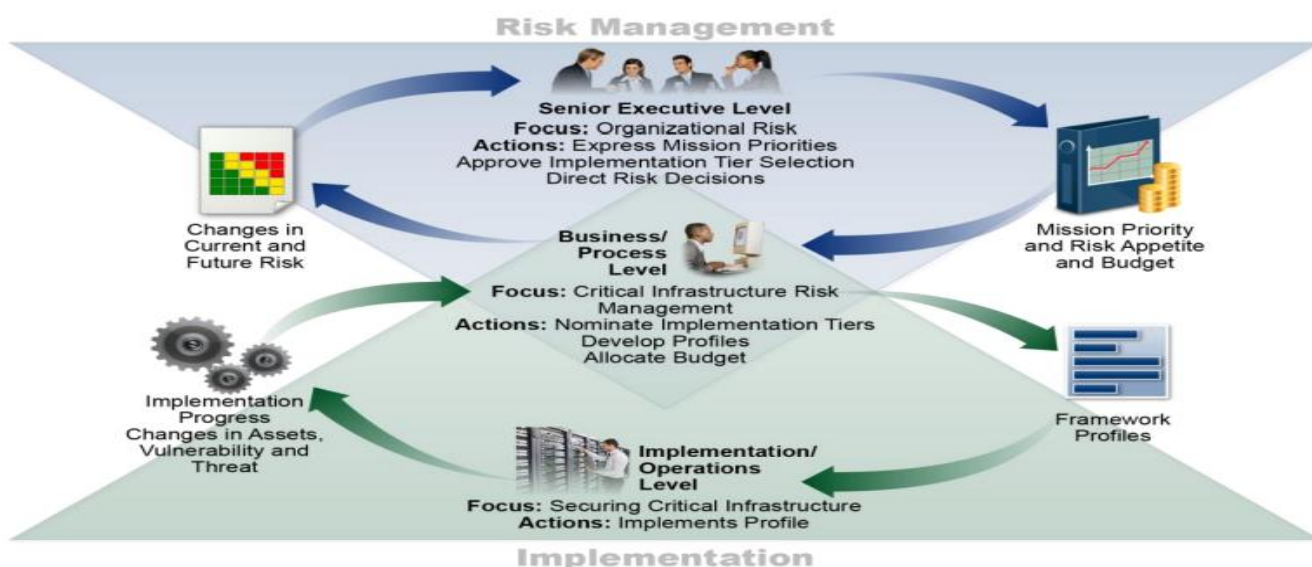 Risk Management
Senior Executive Level
Focus: Organizational Risk
Actions: Express Mission Priorities
Approve Implementation Tier Selection
Direct Risk Decisions
Changes in
Current and
Future Risk
Mission Priority
and Risk Appetite
and Budget
Business/
Process
Level
Focus: Critical Infrastructure Risk
Management
Actions: Nominate Implementation Tiers
Develop Profiles
Allocate Budget
Implementation
Progress
Changes in Assets,
Vulnerability and
Threat
Framework
Profiles
Implementation/
Operations
Level
Focus: Securing Critical Infrastructure
Actions: Implements Profile
Implementation